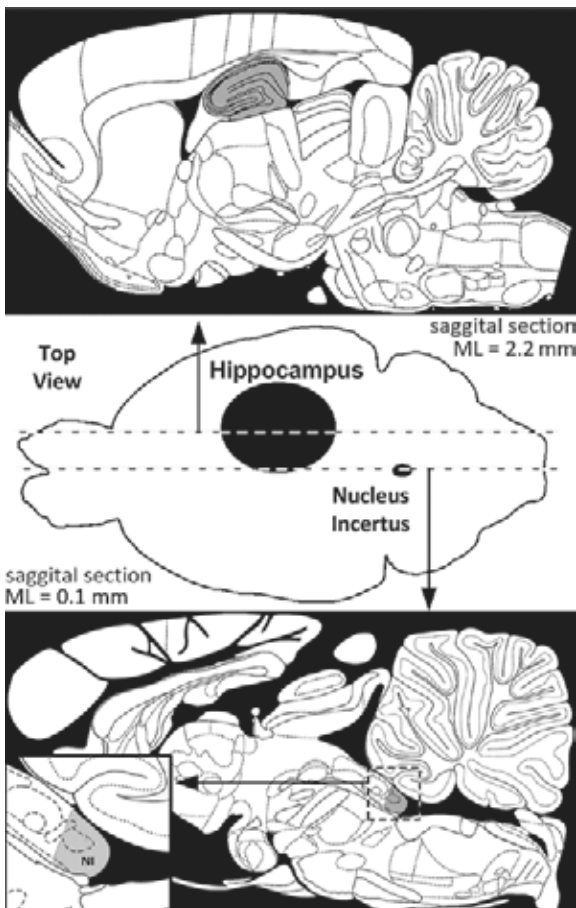 saggital section
ML = 2.2 mm
Top
View
Hippocampus
Nucleus
Incertus
saggital section
ML = 0.1 mm
NI